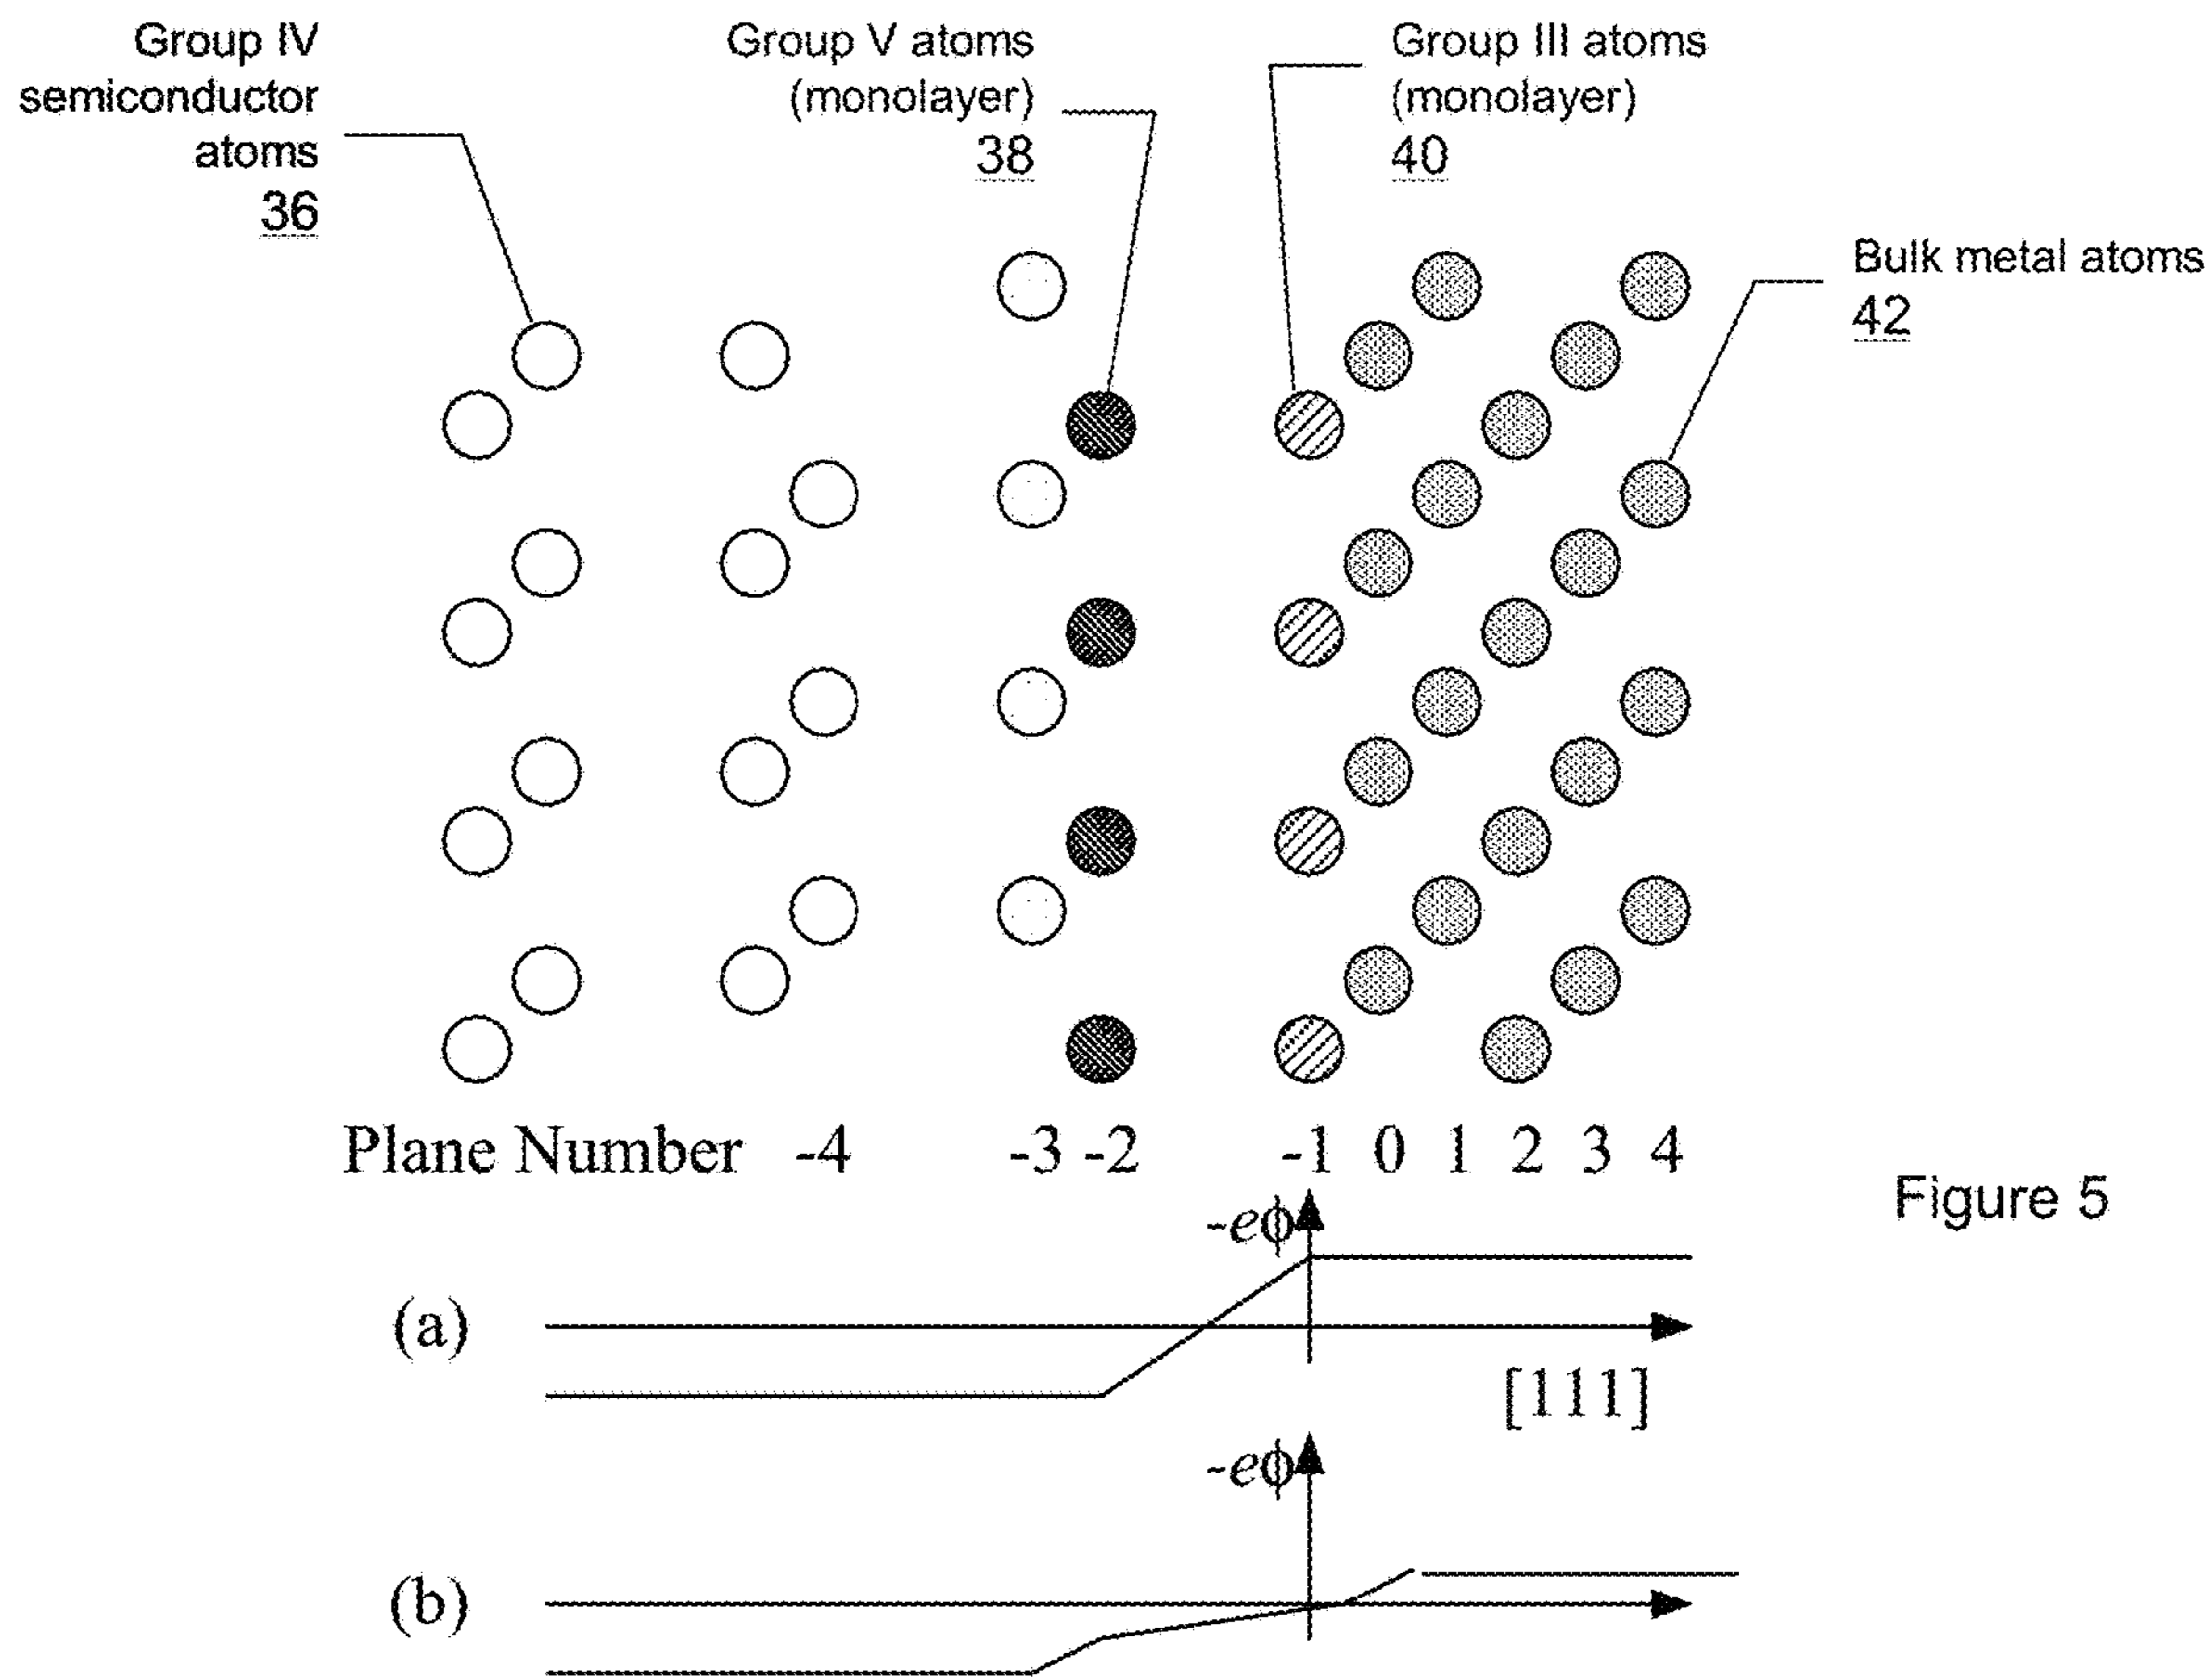 Group IV
semiconductor
atoms
36
Group V atoms
(monolayer)
38
Group III atoms
(monolayer)
40
Bulk metal atoms
42
Plane Number -4 -3 -2 -1 0 1 2 3 4
Figure 5
-eϕ
(a)
[111]
-eϕ
(b)